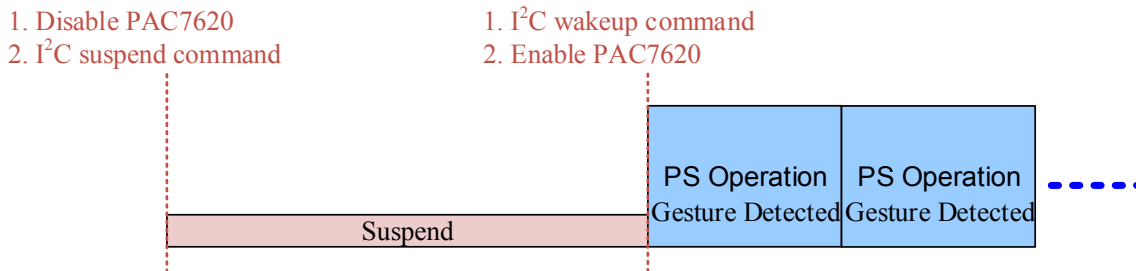 1. Disable PAC7620
2. I²C suspend command
1. I²C wakeup command
2. Enable PAC7620
PS Operation
Gesture Detected
PS Operation
Gesture Detected
Suspend